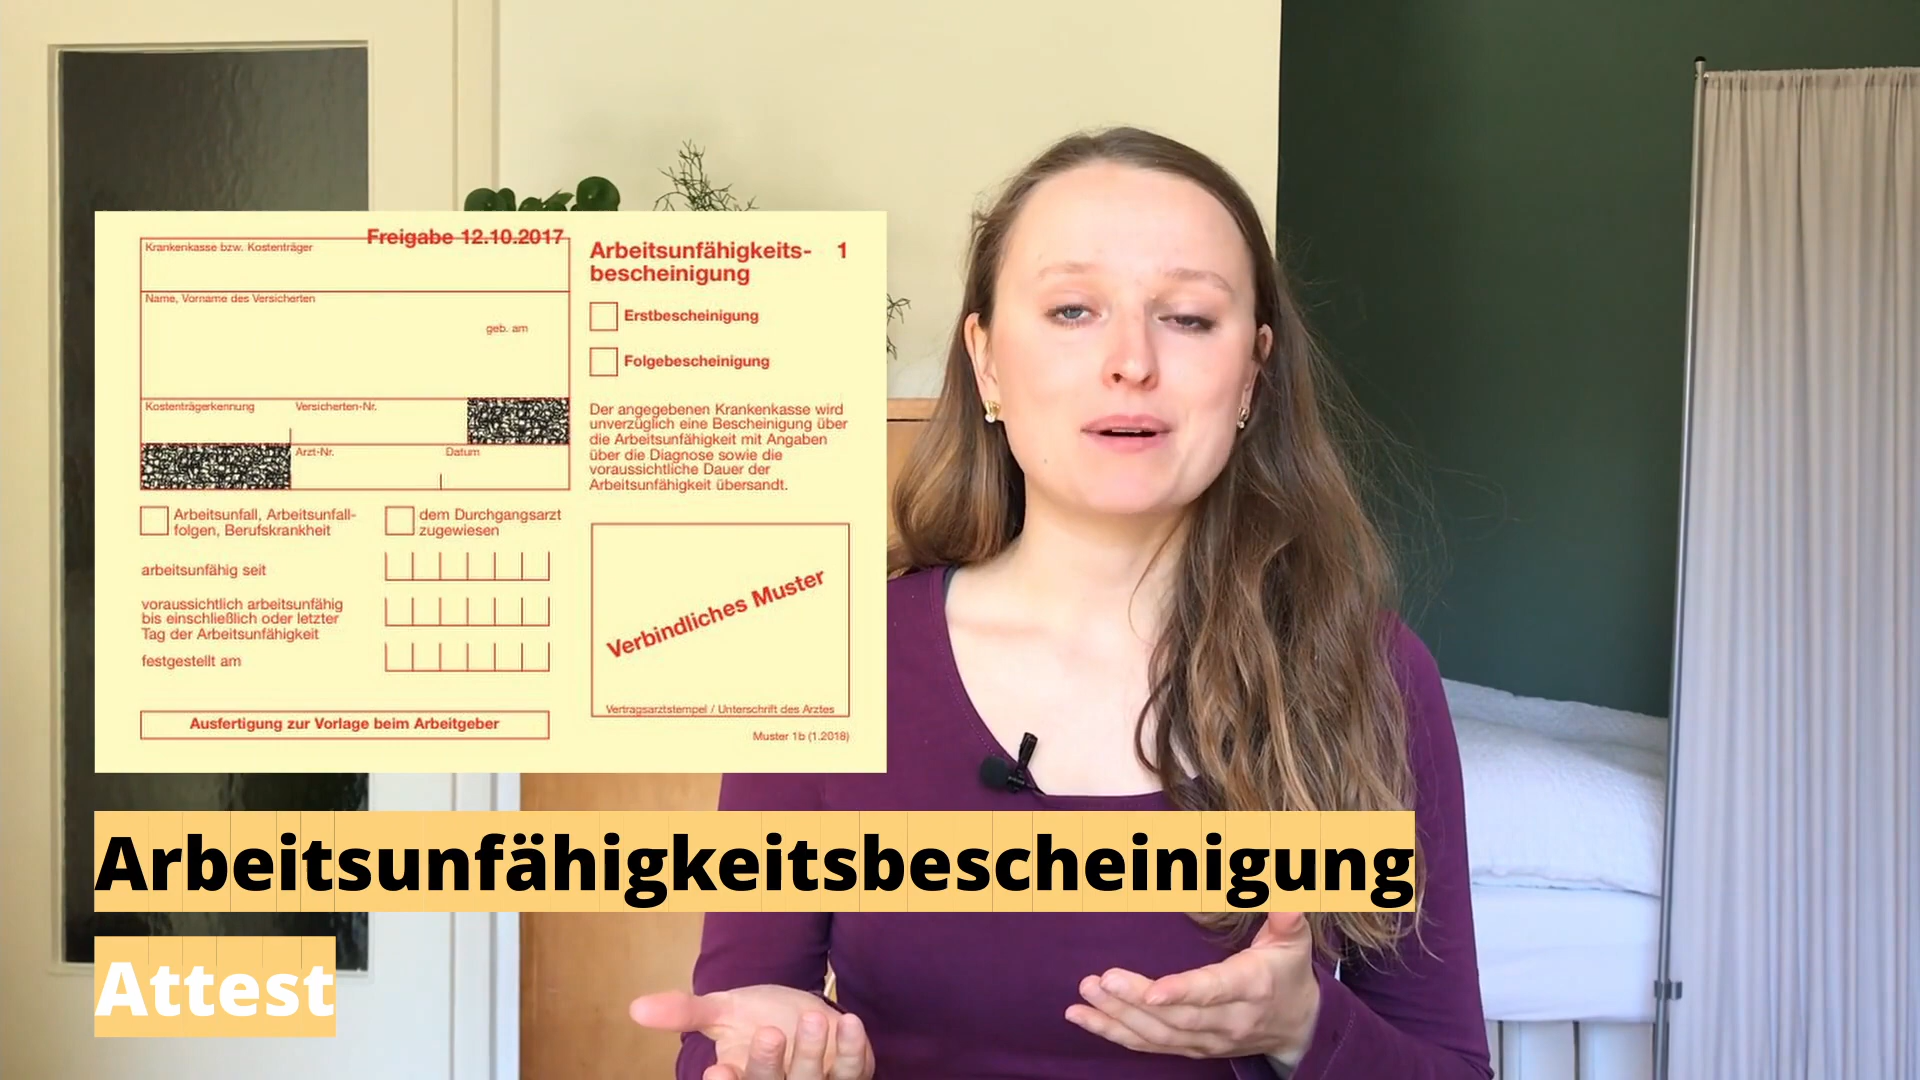 Freigabe 12.10.2017
Krankenkasse bzw. Kostenträger
Name, Vorname des Versicherten
geb. am
Kostenträgerkennung
Versicherten-Nr.
Arzt-Nr.
Datum
Arbeitsunfall, Arbeitsunfall-
folgen, Berufskrankheit
dem Durchgangsarzt
zugewiesen
arbeitsunfähig seit
voraussichtlich arbeitsunfähig
bis einschließlich oder letzter
Tag der Arbeitsunfähigkeit
festgestellt am
Ausfertigung zur Vorlage beim Arbeitgeber
Arbeitsunfähigkeits- 1
bescheinigung
Erstbescheinigung
Folgebescheinigung
Der angegebenen Krankenkasse wird
unverzüglich eine Bescheinigung über
die Arbeitsunfähigkeit mit Angaben
über die Diagnose sowie die
voraussichtliche Dauer der
Arbeitsunfähigkeit übersandt.
Verbindliches Muster
Vertragsarztstempel / Unterschrift des Arztes
Muster 1b (1.2018)
Arbeitsunfähigkeitsbescheinigung
Attest